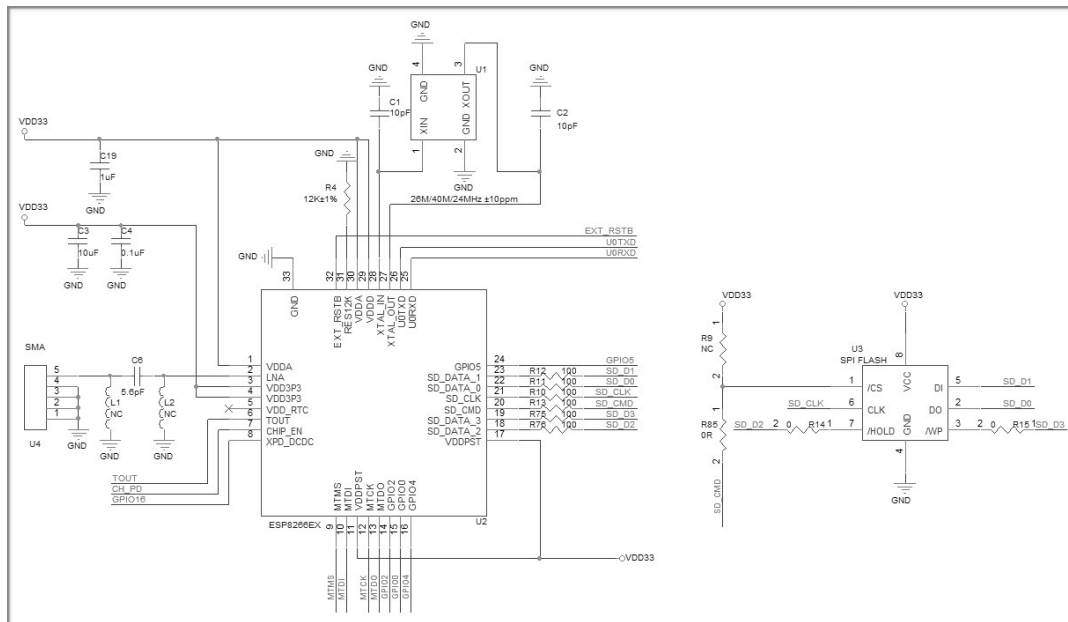 GND
4
3
U1
GND
C1
10pF
GND XOUT
XIN GND
GND
C2
10pF
1
2
GND
26M/40M/24MHz ±10ppm
VDD33
C19
1uF
GND
GND
R4
12K±1%
VDD33
C3
10uF
C4
0.1uF
GND
GND
EXT_RSTB
U0TXD
U0RXD
GND
33
32
31
30
29
28
27
26
25
GND
EXT_RSTB
RES12K
VDDA
VDDD
XTAL_IN
XTAL_OUT
U0TXD
U0RXD
1 VDDA
2 LNA
3 VDD3P3
4 VDD3P3
5 VDD_RTC
6 TOUT
7 CHIP_EN
8 XPD_DCDC
GPIO5 24 GPIO5
SD_DATA_1 23 R12 100 SD_D1
SD_DATA_0 22 R11 100 SD_D0
SD_CLK 21 R10 100 SD_CLK
SD_CMD 20 R13 100 SD_CMD
SD_DATA_3 19 R75 100 SD_D3
SD_DATA_2 18 R76 100 SD_D2
VDDPST 17
SMA
5
4
3
2
1
U4
C6
5.6pF
L1
NC
L2
NC
GND
GND
GND
TOUT
CH_PD
GPIO16
MTMS
MTDI
VDDPST
MTCK
MTDO
GPIO2
GPIO0
GPIO4
ESP8266EX
U2
9
10
11
12
13
14
15
16
MTMS
MTDI
MTCK
MTDO
GPIO2
GPIO0
GPIO4
VDD33
VDD33
1
R9
NC
2
1
R85
0R
2
SD_CMD
VDD33
U3
SPI FLASH
8
VCC
1 /CS
DI 5 SD_D1
SD_CLK 6 CLK
DO 2 SD_D0
SD_D2 2 0 R14 1 7 /HOLD
/WP 3 2 0 R15 1 SD_D3
GND
4
GND